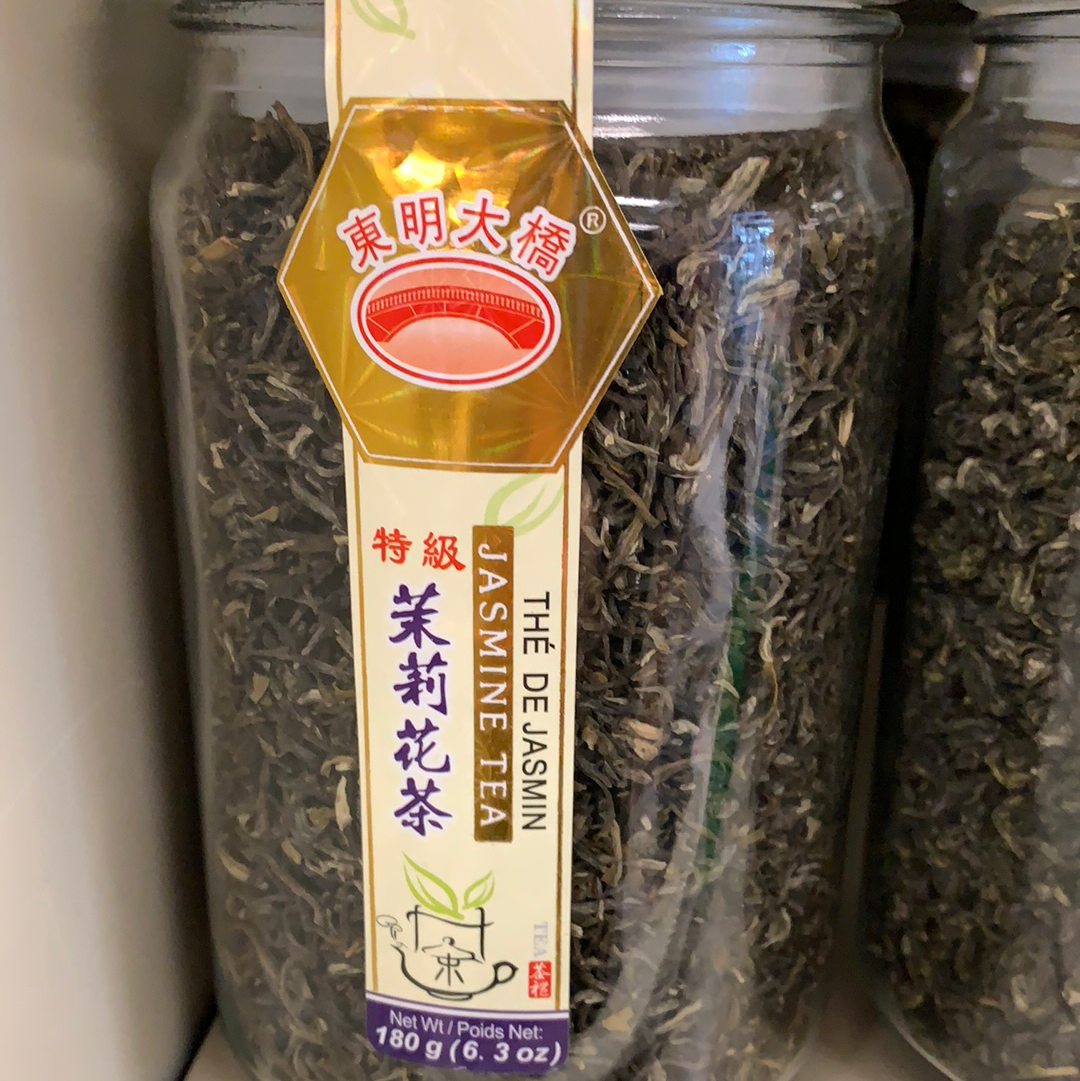 東明大橋®
特級
茉莉花茶
JASMINE TEA
THÉ DE JASMIN
TEA
Net Wt / Poids Net:
180 g (6. 3 oz)